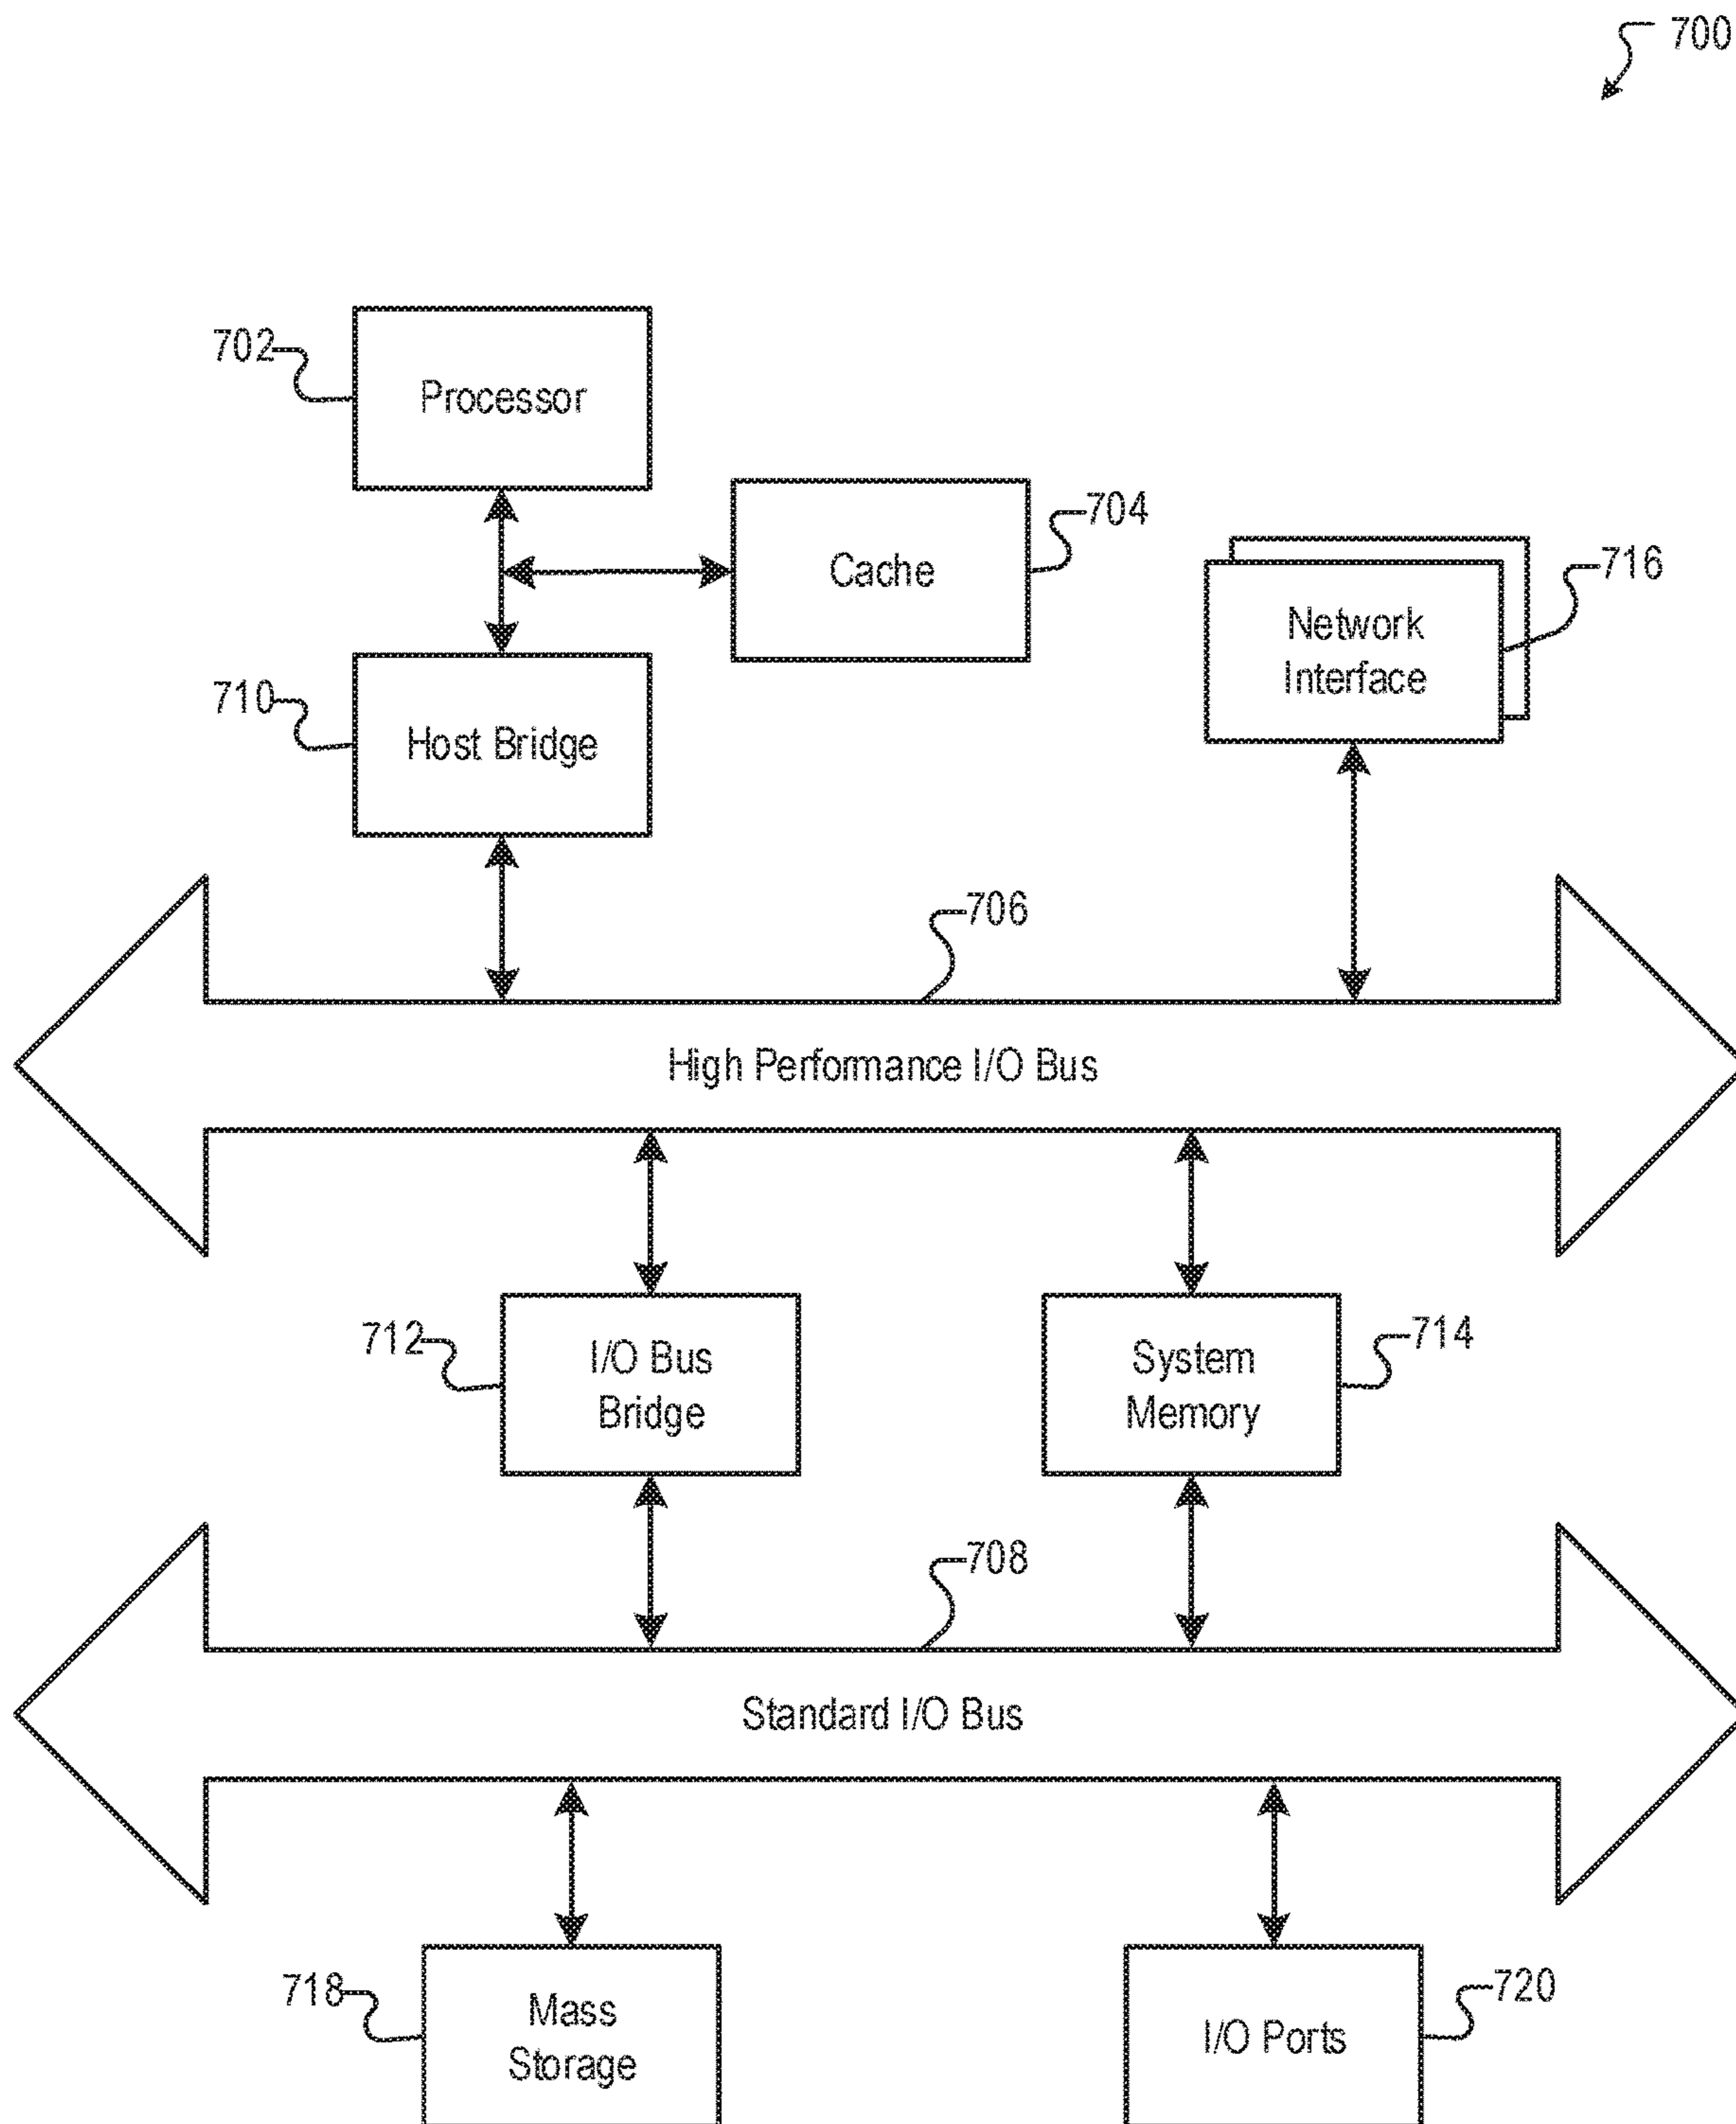 700
702
Processor
704
Cache
716
Network
Interface
710
Host Bridge
706
High Performance I/O Bus
712
I/O Bus
Bridge
714
System
Memory
708
Standard I/O Bus
718
Mass
Storage
720
I/O Ports